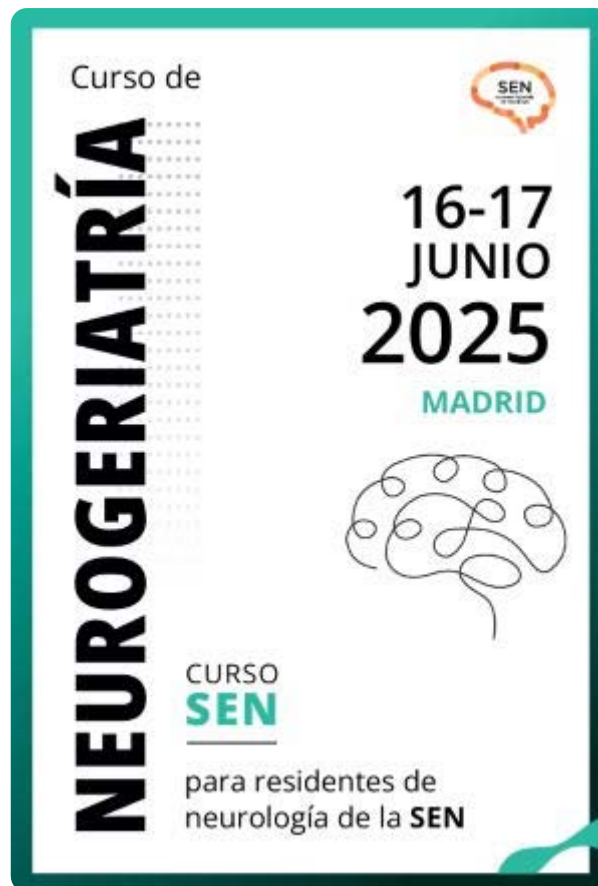 Curso de
NEUROGERIATRÍA
SEN
16-17
JUNIO
2025
MADRID
CURSO
SEN
para residentes de
neurología de la SEN